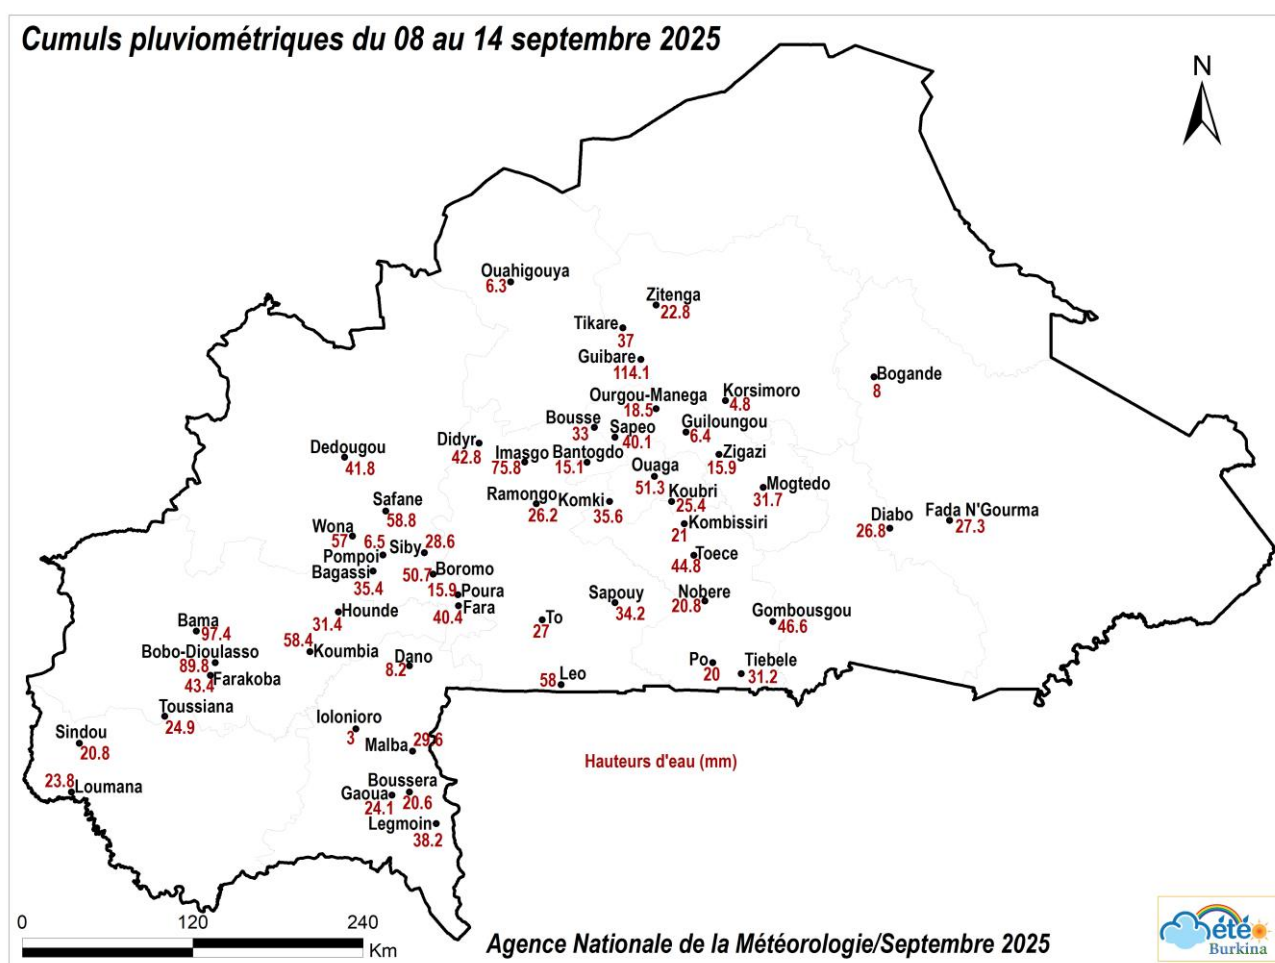 Cumuls pluviométriques du 08 au 14 septembre 2025
N
Ouahigouya
6.3
Zitenga
22.8
Tikare
37
Guibare
114.1
Bogande
8
Korsimoro
4.8
Ourgou-Manega
18.5
Bousse
33
Sapeo
40.1
Guiloungou
6.4
Didyr
42.8
Dedougou
41.8
Imasgo
75.8
Bantogdo
15.1
Zigazi
15.9
Ouaga
51.3
Mogtedo
31.7
Ramongo
26.2
Komki
35.6
Koubri
25.4
Safane
58.8
Kombissiri
21
Diabo
26.8
Fada N'Gourma
27.3
Wona
57
Pompoi
6.5
Siby
28.6
Toece
44.8
Bagassi
35.4
Boromo
50.7
Poura
15.9
Fara
40.4
Sapouy
34.2
Nobere
20.8
Hounde
31.4
To
27
Gombousgou
46.6
Bama
97.4
Bobo-Dioulasso
89.8
Koumbia
58.4
Dano
8.2
Farakoba
43.4
Leo
58
Po
20
Tiebele
31.2
Toussiana
24.9
Iolonioro
3
Sindou
20.8
Malba
29.6
Hauteurs d'eau (mm)
Loumana
23.8
Boussera
20.6
Gaoua
24.1
Legmoin
38.2
0 120 240
Km
Agence Nationale de la Météorologie/Septembre 2025
été
Burkina